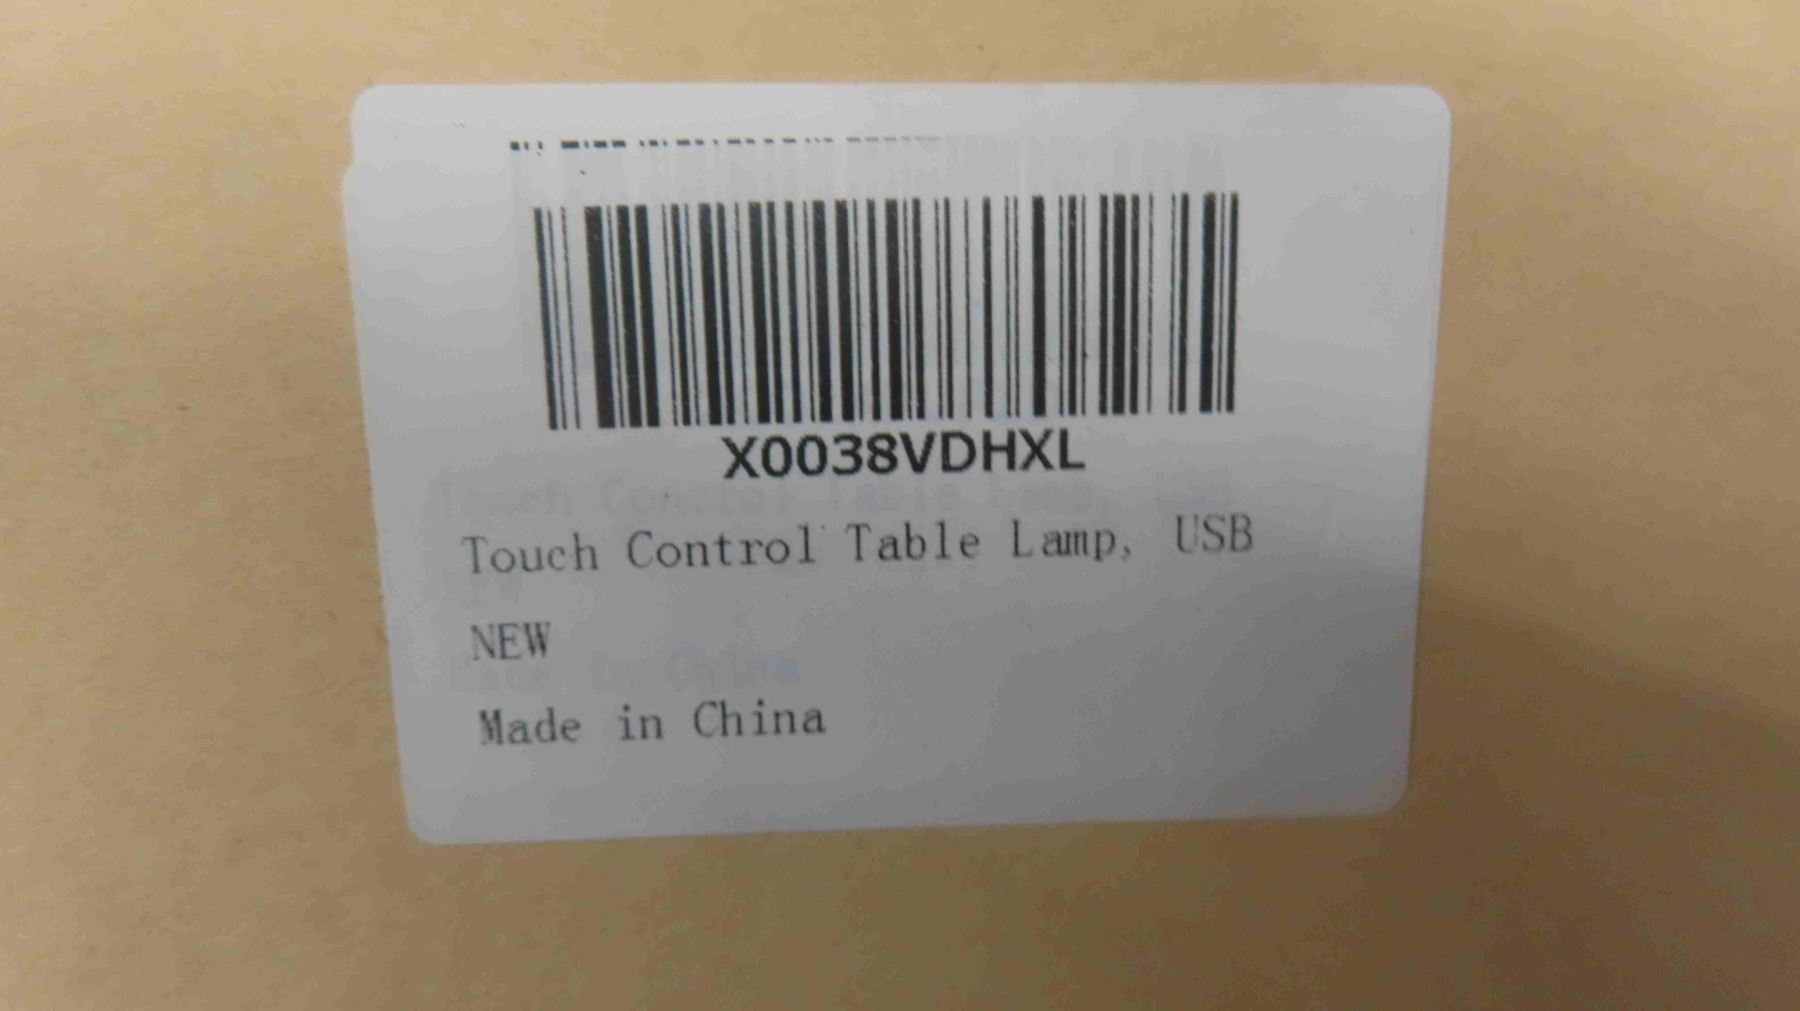 X0038VDHXL
Touch Control Table Lamp, USB
NEW
Made in China